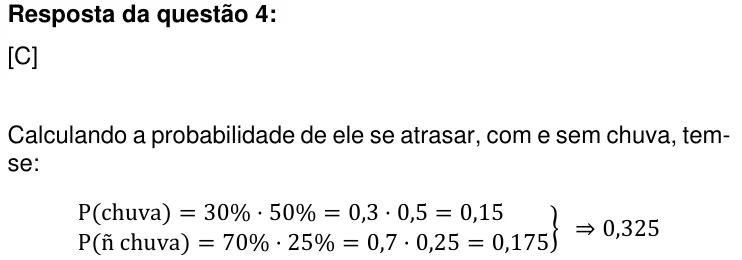 Resposta da questão 4:
[C]
Calculando a probabilidade de ele se atrasar, com e sem chuva, tem-
se:
P(chuva) = 30% · 50% = 0,3 · 0,5 = 0,15
P(ñ chuva) = 70% · 25% = 0,7 · 0,25 = 0,175} ⇒ 0,325